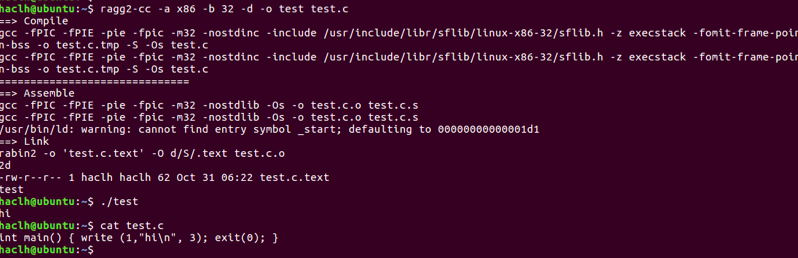 haclh@ubuntu:~$ ragg2-cc -a x86 -b 32 -d -o test test.c
==> Compile
gcc -fPIC -fPIE -pie -fpic -m32 -nostdinc -include /usr/include/libr/sflib/linux-x86-32/sflib.h -z execstack -fomit-frame-poin
n-bss -o test.c.tmp -S -Os test.c
gcc -fPIC -fPIE -pie -fpic -m32 -nostdinc -include /usr/include/libr/sflib/linux-x86-32/sflib.h -z execstack -fomit-frame-poin
n-bss -o test.c.tmp -S -Os test.c
==============================
==> Assemble
gcc -fPIC -fPIE -pie -fpic -m32 -nostdlib -Os -o test.c.o test.c.s
gcc -fPIC -fPIE -pie -fpic -m32 -nostdlib -Os -o test.c.o test.c.s
/usr/bin/ld: warning: cannot find entry symbol _start; defaulting to 00000000000001d1
==> Link
rabin2 -o 'test.c.text' -O d/S/.text test.c.o
2d
-rw-r--r-- 1 haclh haclh 62 Oct 31 06:22 test.c.text
test
haclh@ubuntu:~$ ./test
hi
haclh@ubuntu:~$ cat test.c
int main() { write (1,"hi\n", 3); exit(0); }
haclh@ubuntu:~$